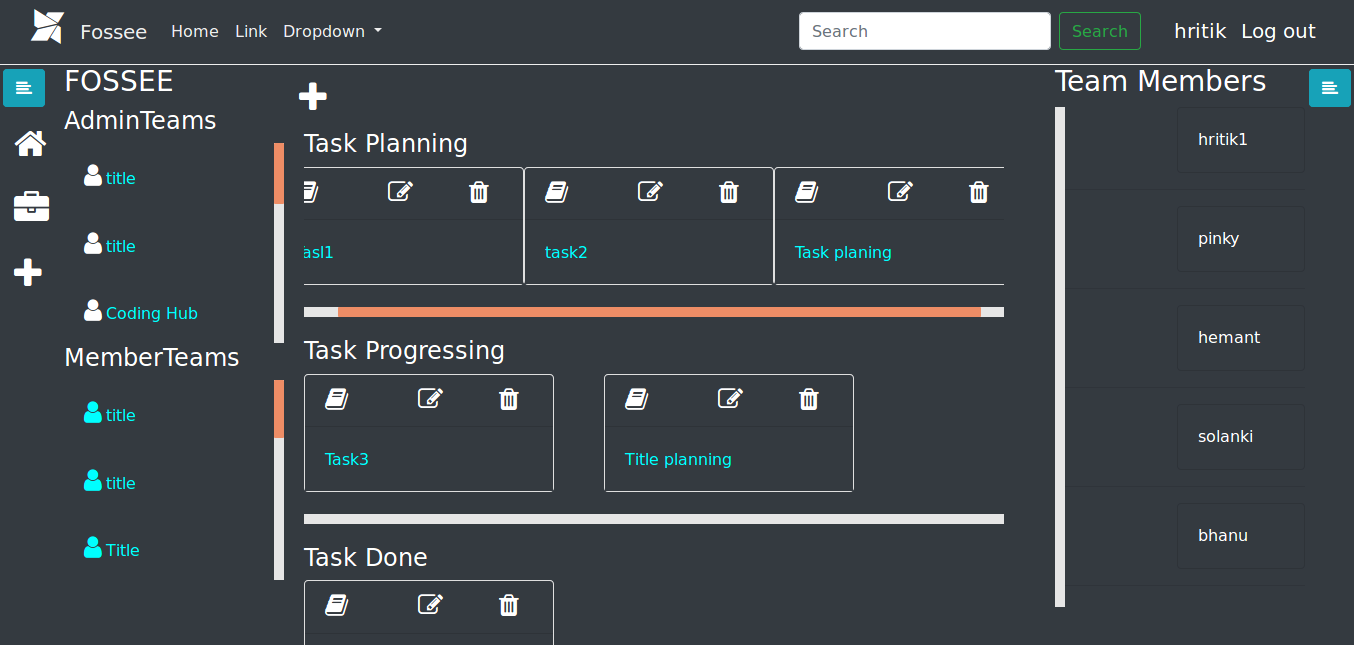 Fossee Home Link Dropdown Search Search hritik Log out
FOSSEE
AdminTeams
title
title
Coding Hub
MemberTeams
title
title
Title
Task Planning
asl1 task2 Task planing
Task Progressing
Task3 Title planning
Task Done
Team Members
hritik1
pinky
hemant
solanki
bhanu